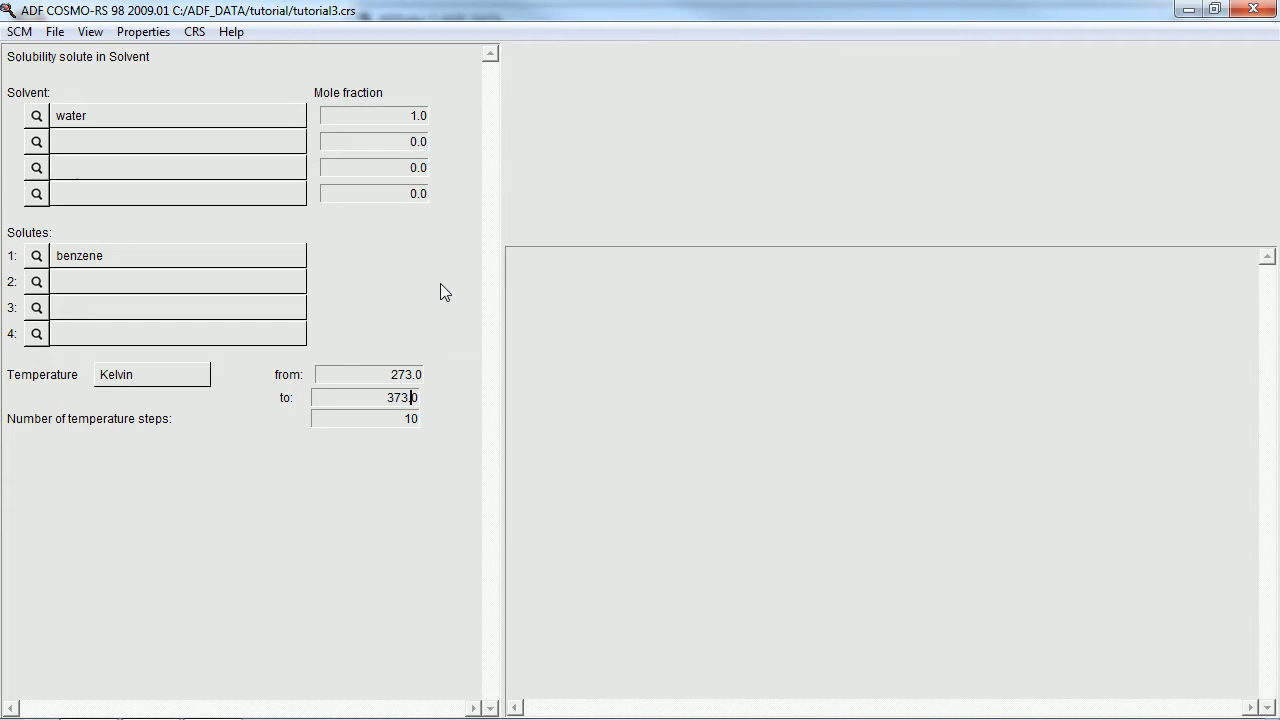 ADF COSMO-RS 98 2009.01 C:/ADF_DATA/tutorial/tutorial3.crs
SCM File View Properties CRS Help
Solubility solute in Solvent
Solvent: Mole fraction
water 1.0
0.0
0.0
0.0
Solutes:
1: benzene
2:
3:
4:
Temperature Kelvin from: 273.0
to: 373.0
Number of temperature steps: 10